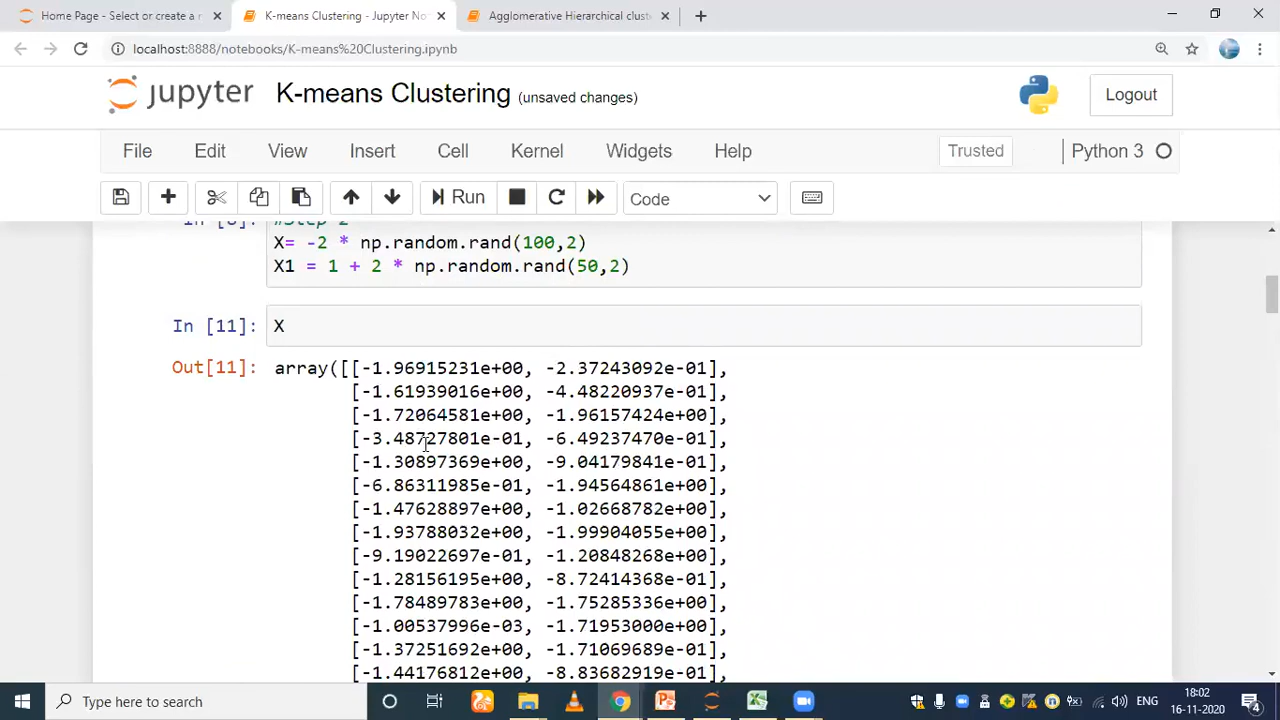 Home Page - Select or create a n
K-means Clustering - Jupyter No
Agglomerative Hierarchical clust
localhost:8888/notebooks/K-means%20Clustering.ipynb
jupyter K-means Clustering (unsaved changes) Logout
File Edit View Insert Cell Kernel Widgets Help Trusted Python 3
Run Code
#Step 2
X= -2 * np.random.rand(100,2)
X1 = 1 + 2 * np.random.rand(50,2)
In [11]: X
Out[11]: array([[-1.96915231e+00, -2.37243092e-01],
[-1.61939016e+00, -4.48220937e-01],
[-1.72064581e+00, -1.96157424e+00],
[-3.48727801e-01, -6.49237470e-01],
[-1.30897369e+00, -9.04179841e-01],
[-6.86311985e-01, -1.94564861e+00],
[-1.47628897e+00, -1.02668782e+00],
[-1.93788032e+00, -1.99904055e+00],
[-9.19022697e-01, -1.20848268e+00],
[-1.28156195e+00, -8.72414368e-01],
[-1.78489783e+00, -1.75285336e+00],
[-1.00537996e-03, -1.71953000e+00],
[-1.37251692e+00, -1.71069689e-01],
[-1.44176812e+00, -8.83682919e-01],
Type here to search
ENG
18:02
16-11-2020
4